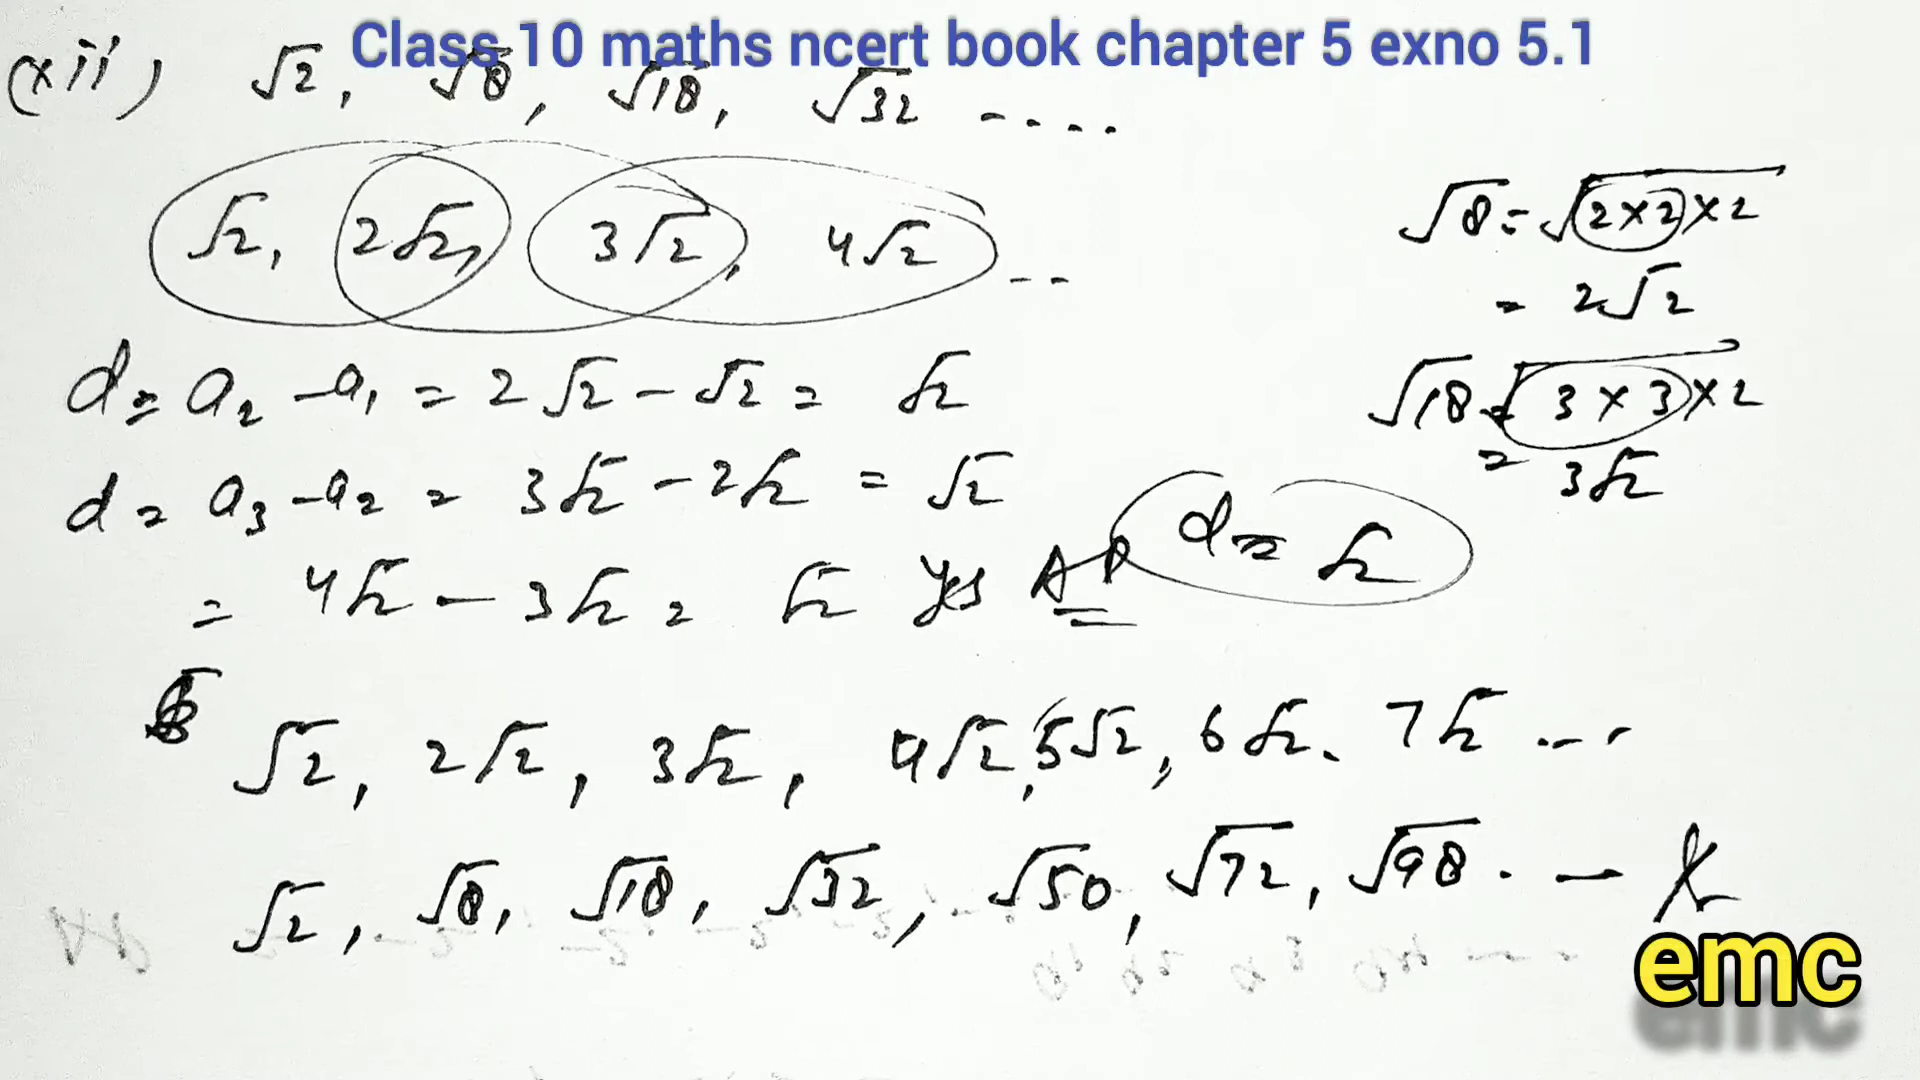 Class 10 maths ncert book chapter 5 exno 5.1
(xii) √2, √8, √18, √32 ....
√2, 2√2, 3√2, 4√2 ..
√8 = √2×2×2
= 2√2
√18 = √3×3×2
= 3√2
d = a₂ - a₁ = 2√2 - √2 = √2
d = a₃ - a₂ = 3√2 - 2√2 = √2
= 4√2 - 3√2 = √2 Yes AP d = √2
√2, 2√2, 3√2, 4√2, 5√2, 6√2, 7√2 ...
√2, √8, √18, √32, √50, √72, √98 . —
emc